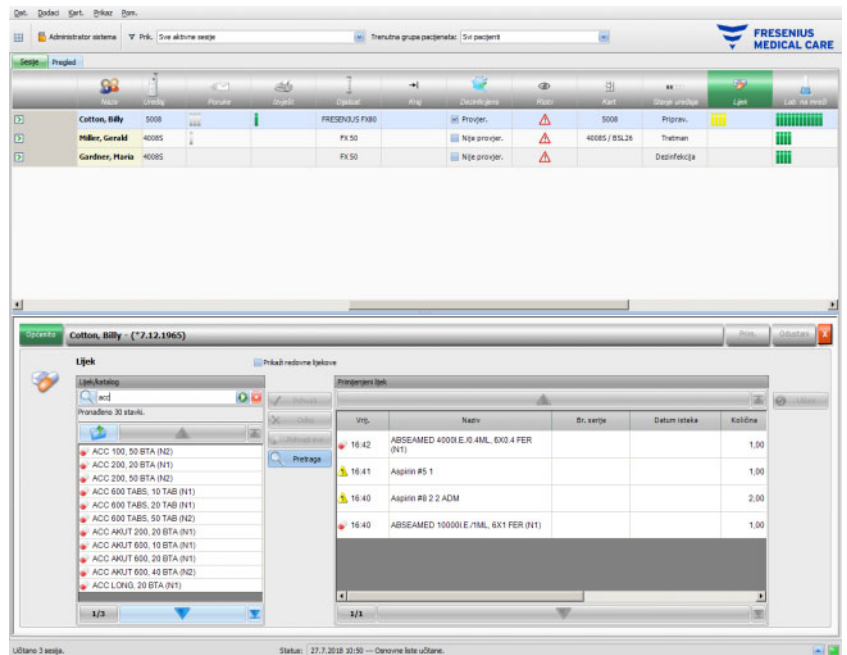 Dat. Dodaci Kart. Prikaz Pom.
Administrator sistema Prik. Sve aktivne sesije Trenutna grupa pacijenata: Svi pacijenti
FRESENIUS
MEDICAL CARE
Sesije Pregled
Naziv Uređaj Poruke Izvješt. Dijalizat. Kraj Dezinficijens Rizici Kart. Stanje uređaja Lijek Lab. na mreži
Cotton, Billy 5008 FRESENIUS FX80 Provjer. 5008 Priprav.
Miller, Gerald 4008S FX 50 Nije provjer. 4008S / BSL26 Tretman
Gardner, Maria 4008S FX 50 Nije provjer. Dezinfekcija
Općenito Cotton, Billy - (*7.12.1965) Prim. Odustani X
Lijek Prikaži redovne lijekove
Lijek/katalog Primijenjeni lijek
acc
Pronađeno 30 stavki.
Vrij. Naziv Br. serije Datum isteka Količina
Pretraga
ACC 100, 50 BTA (N2)
ACC 200, 20 BTA (N1)
ACC 200, 50 BTA (N2)
ACC 600 TABS, 10 TAB (N1)
ACC 600 TABS, 20 TAB (N1)
ACC 600 TABS, 50 TAB (N2)
ACC AKUT 200, 20 BTA (N1)
ACC AKUT 600, 10 BTA (N1)
ACC AKUT 600, 20 BTA (N1)
ACC AKUT 600, 40 BTA (N2)
ACC LONG, 20 BTA (N1)
16:42 ABSEAMED 4000I.E./0.4ML, 6X0.4 FER (N1) 1,00
16:41 Aspirin #5 1 1,00
16:40 Aspirin #8 2 2 ADM 2,00
16:40 ABSEAMED 10000I.E./1ML, 6X1 FER (N1) 1,00
1/3 1/1
Učitano 3 sesija. Status: 27.7.2018 10:50 — Osnovne liste učitane.